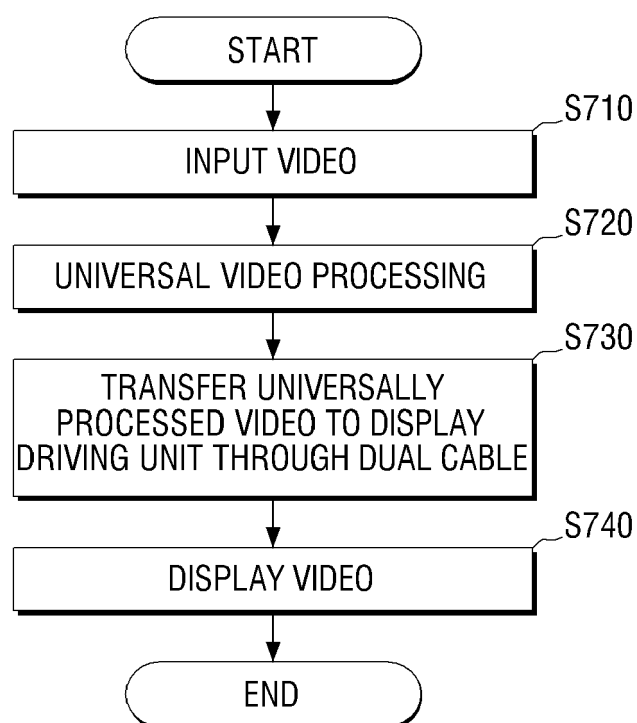 START
S710
INPUT VIDEO
S720
UNIVERSAL VIDEO PROCESSING
S730
TRANSFER UNIVERSALLY
PROCESSED VIDEO TO DISPLAY
DRIVING UNIT THROUGH DUAL CABLE
S740
DISPLAY VIDEO
END